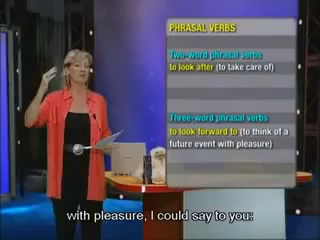 PHRASAL VERBS
Two-word phrasal verbs
to look after (to take care of)
Three-word phrasal verbs
to look forward to (to think of a
future event with pleasure)
with pleasure, I could say to you: